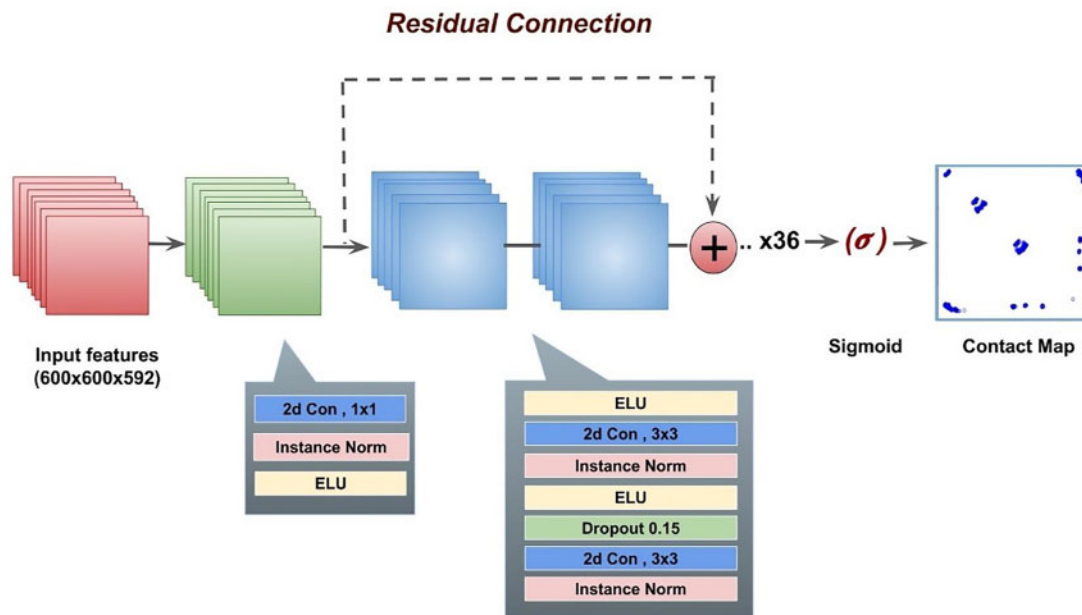 Residual Connection
+
.. x36
(σ)
Input features
(600x600x592)
Sigmoid
Contact Map
2d Con , 1x1
Instance Norm
ELU
ELU
2d Con , 3x3
Instance Norm
ELU
Dropout 0.15
2d Con , 3x3
Instance Norm